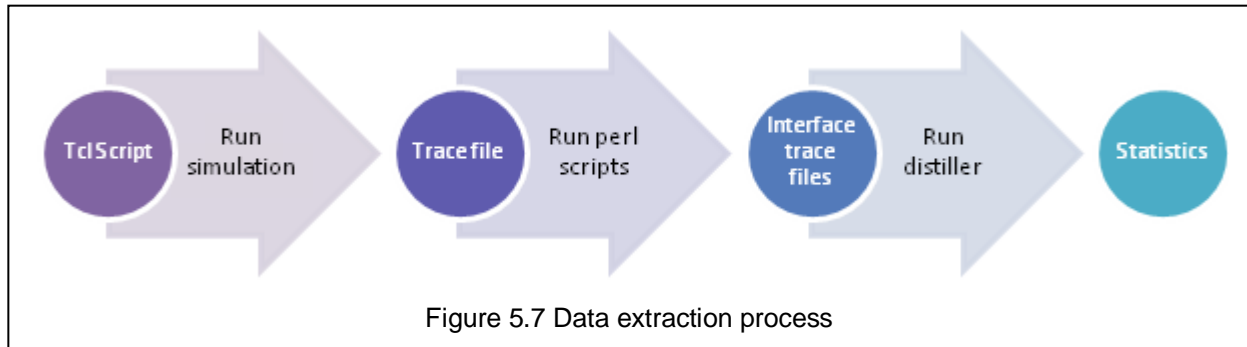 Tcl Script
Run
simulation
Trace file
Run perl
scripts
Interface
trace
files
Run
distiller
Statistics
Figure 5.7 Data extraction process